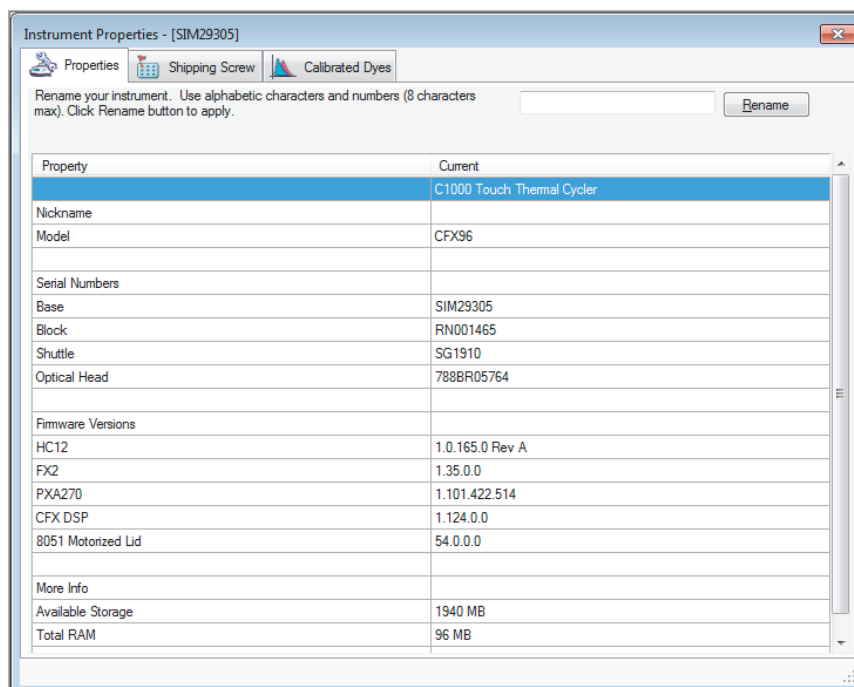 Instrument Properties - [SIM29305]
Properties Shipping Screw Calibrated Dyes
Rename your instrument. Use alphabetic characters and numbers (8 characters
max). Click Rename button to apply.
Rename
Property Current
C1000 Touch Thermal Cycler
Nickname
Model CFX96
Serial Numbers
Base SIM29305
Block RN001465
Shuttle SG1910
Optical Head 788BR05764
Firmware Versions
HC12 1.0.165.0 Rev A
FX2 1.35.0.0
PXA270 1.101.422.514
CFX DSP 1.124.0.0
8051 Motorized Lid 54.0.0.0
More Info
Available Storage 1940 MB
Total RAM 96 MB